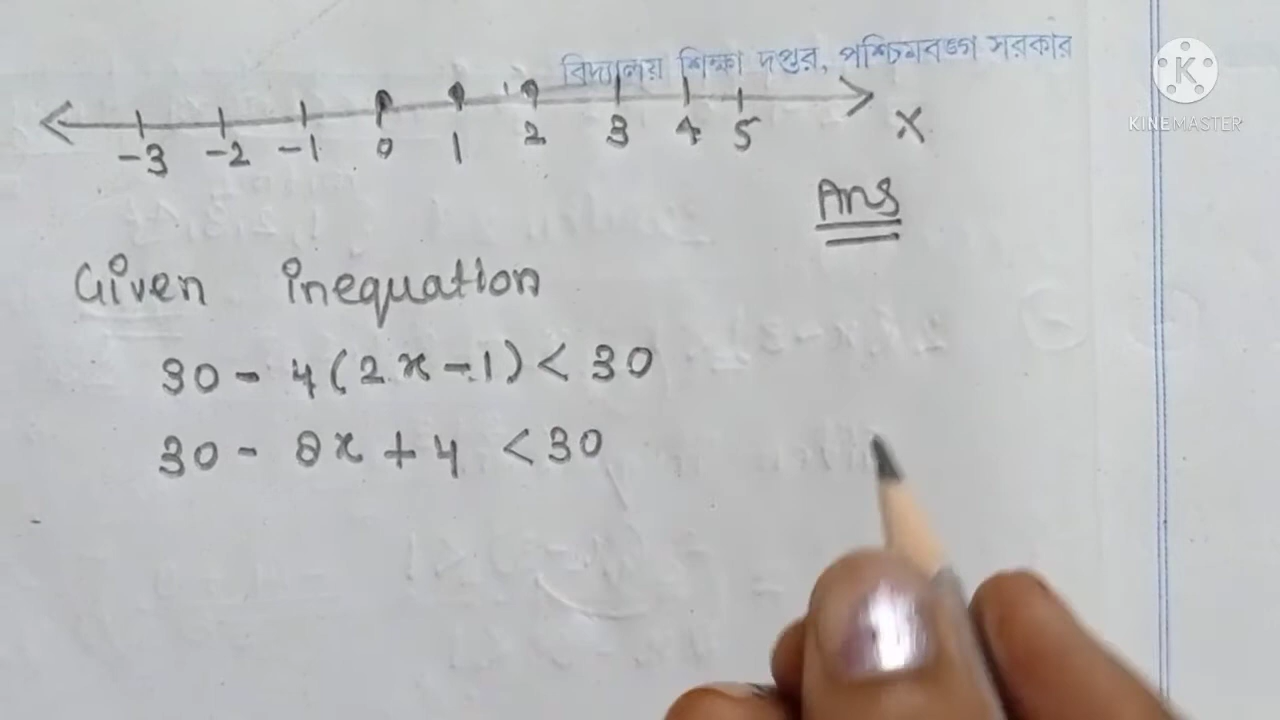 বিদ্যালয় শিক্ষা দপ্তর, পশ্চিমবঙ্গ সরকার
K
KINEMASTER
-3 -2 -1 0 1 2 3 4 5 X
Ans
Given inequation
30 - 4(2x-1) < 30
30 - 8x + 4 < 30